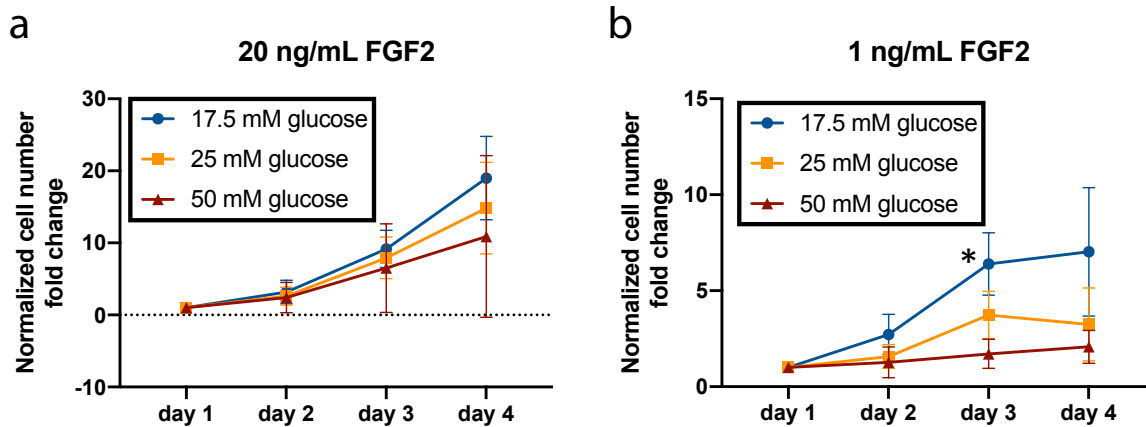 a
20 ng/mL FGF2
Normalized cell number
fold change
30
20
10
0
-10
17.5 mM glucose
25 mM glucose
50 mM glucose
day 1 day 2 day 3 day 4
b
1 ng/mL FGF2
Normalized cell number
fold change
15
10
5
0
17.5 mM glucose
25 mM glucose
50 mM glucose
*
day 1 day 2 day 3 day 4